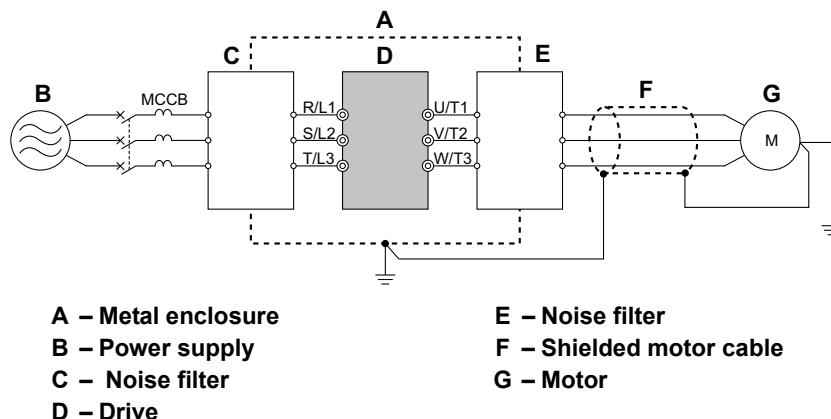 A
C
D
E
B
MCCB
F
G
R/L1
U/T1
S/L2
V/T2
M
T/L3
W/T3
A – Metal enclosure
B – Power supply
C – Noise filter
D – Drive
E – Noise filter
F – Shielded motor cable
G – Motor